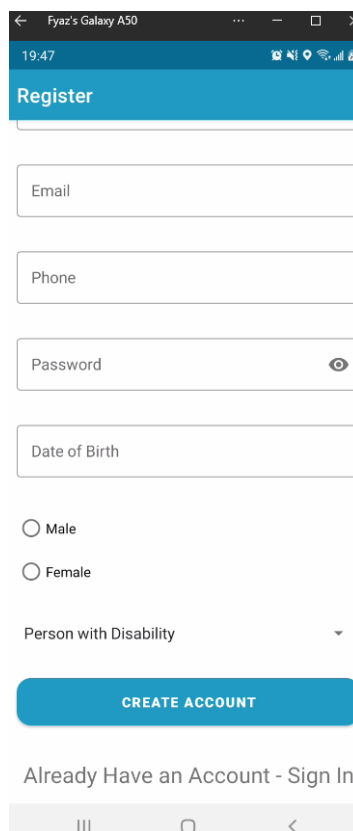 Fyaz's Galaxy A50
19:47
Register
Email
Phone
Password
Date of Birth
Male
Female
Person with Disability
CREATE ACCOUNT
Already Have an Account - Sign In